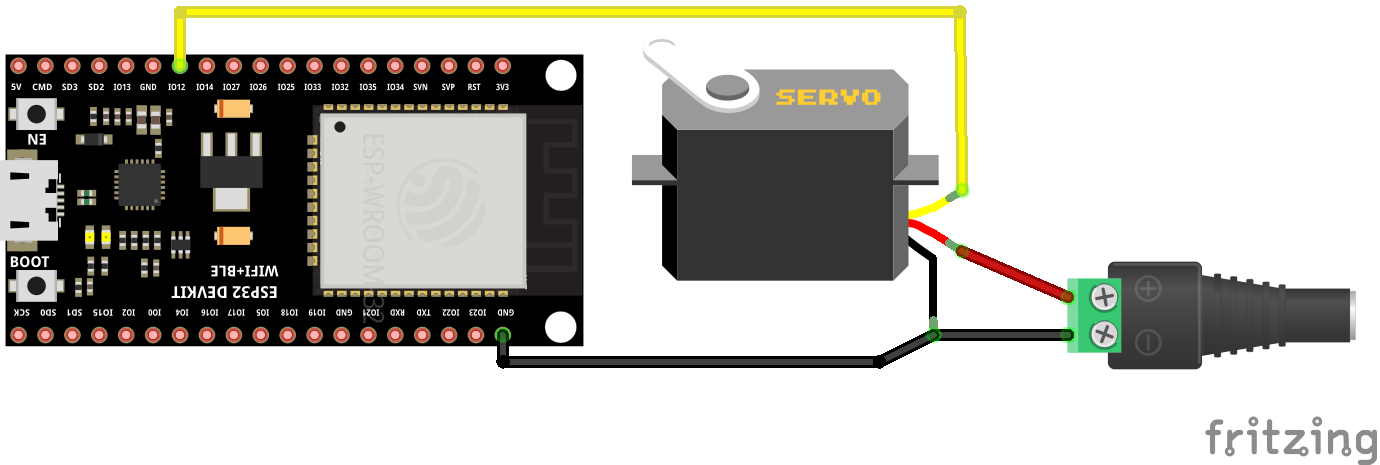 5V CMD SD3 SD2 IO13 GND IO12 IO14 IO27 IO26 IO25 IO33 IO32 IO35 IO34 SVN SVP RST 3V3
SERVO
EN
ESP-WROOM-32
BOOT
WIFI+BLE
ESP32 DEVKIT
SCK SD0 SD1 IO15 IO2 IO0 IO4 IO16 IO17 IO5 IO18 IO19 GND IO21 RXD TXD IO22 IO23 GND
+
−
fritzing